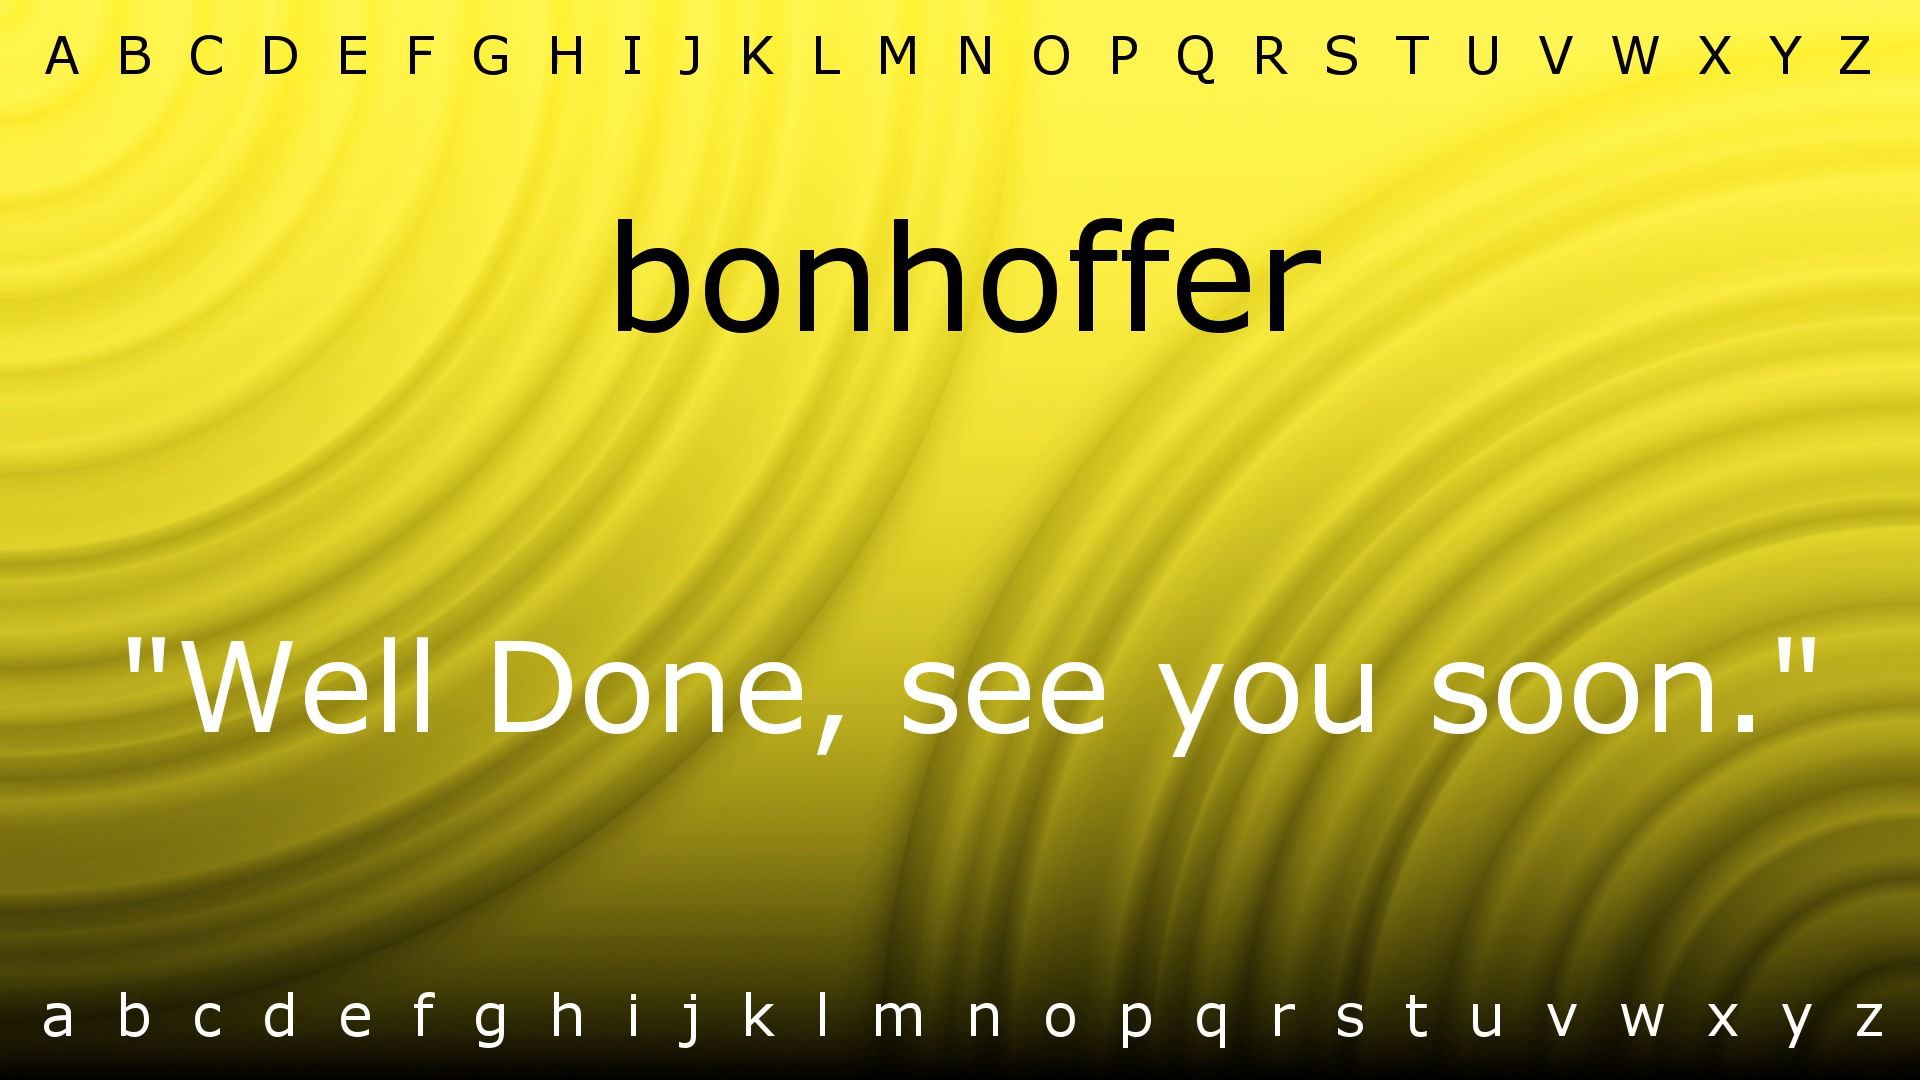 A B C D E F G H I J K L M N O P Q R S T U V W X Y Z
bonhoffer
"Well Done, see you soon."
a b c d e f g h i j k l m n o p q r s t u v w x y z